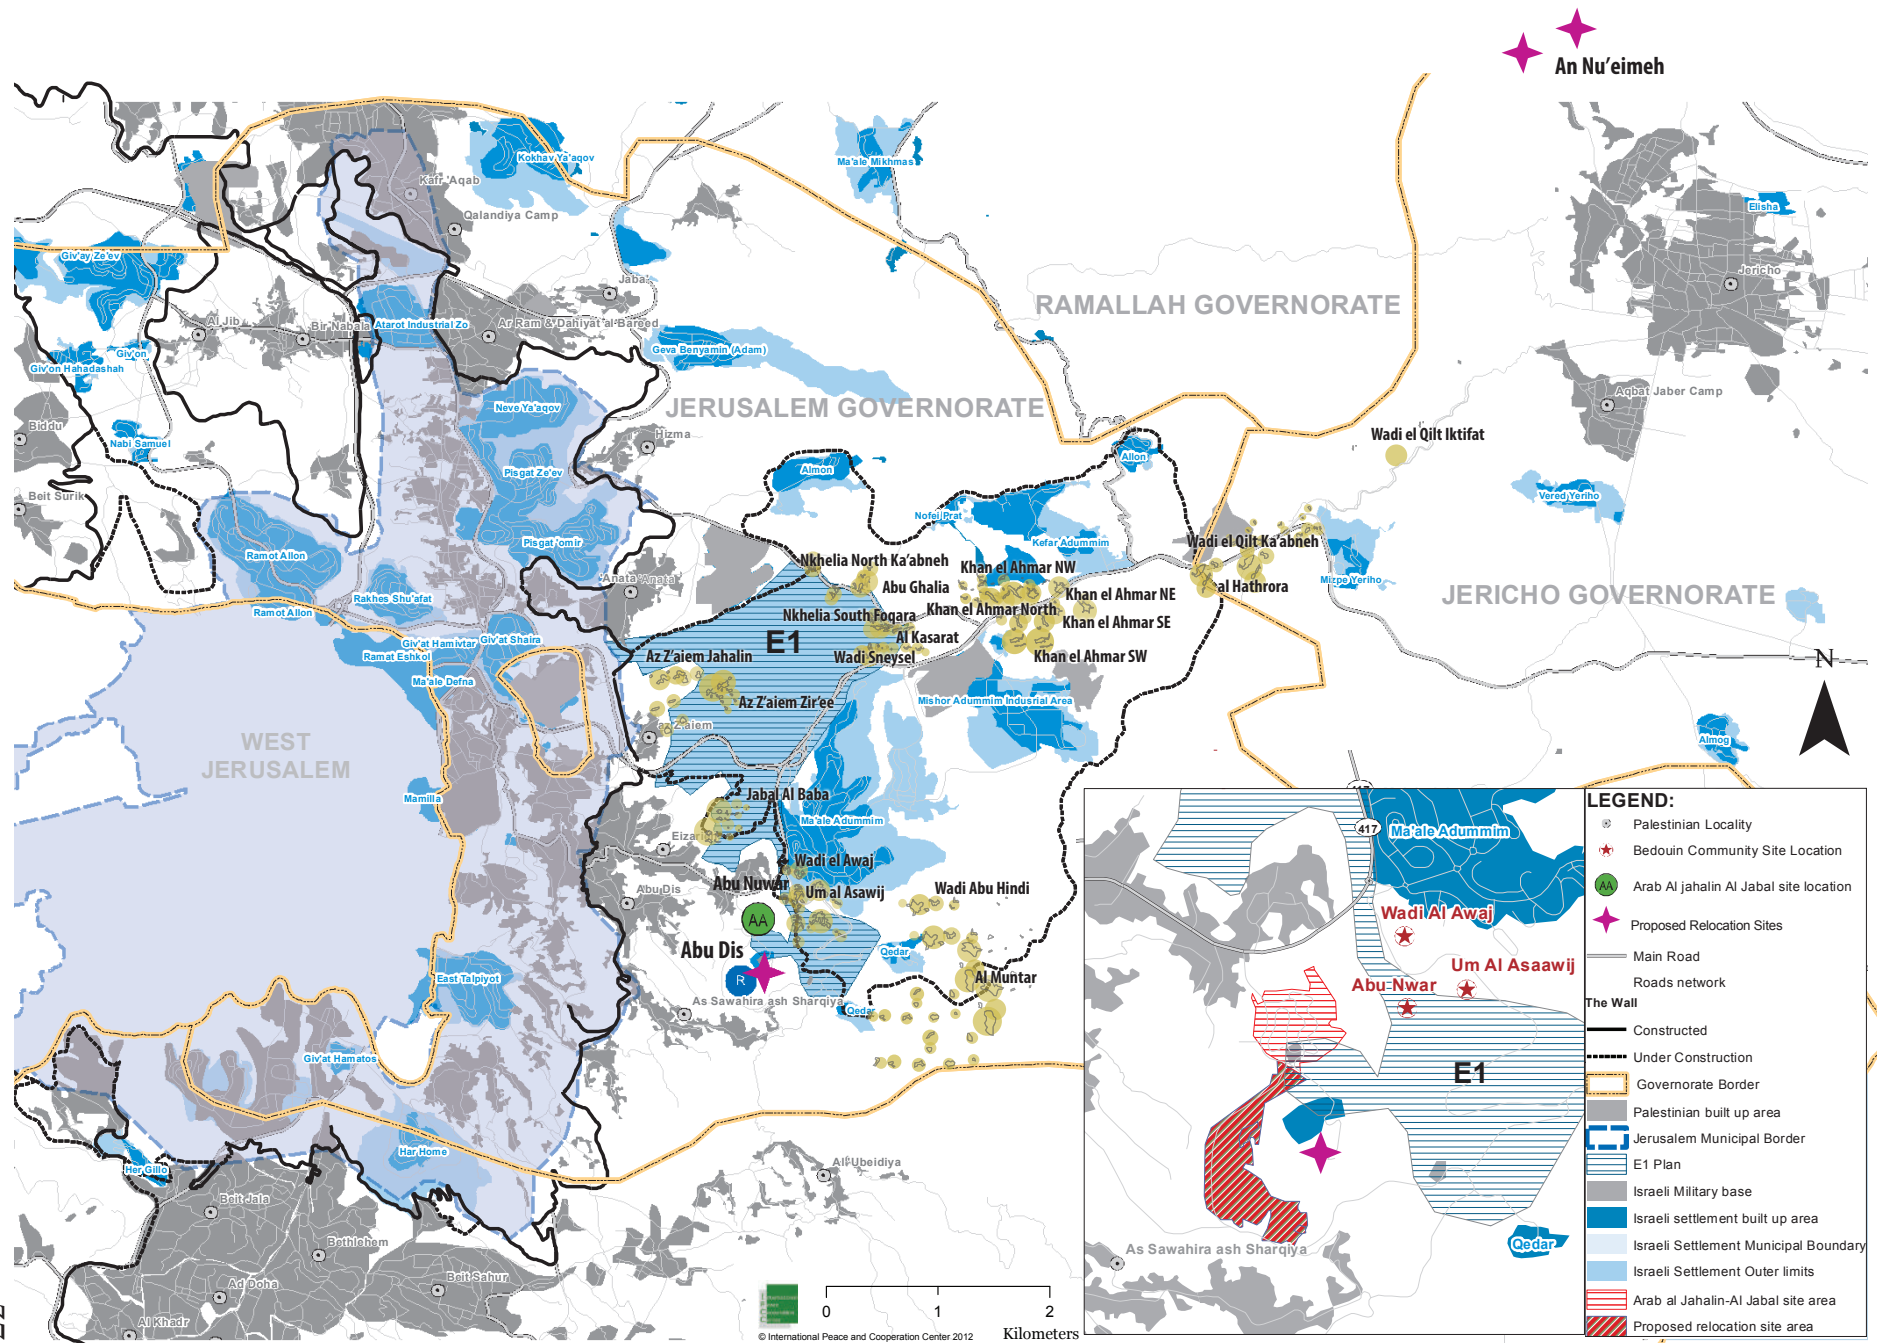 An Nu'eimeh
Kokhav Ya'aqov
Ma'ale Mikhmas
Kafr 'Aqab
Qalandiya Camp
Elisha
Giv'ay Ze'ev
Jaba'
Jericho
RAMALLAH GOVERNORATE
Al Jib
Bir Nabala
Atarot Industrial Zo
Ar Ram & Dahiyat al Bareed
Giv'on
Giv'on Hahadashah
Geva Benyamin (Adam)
Aqbat Jaber Camp
Neve Ya'aqov
JERUSALEM GOVERNORATE
Biddu
Nabi Samuel
Hizma
Wadi el Qilt Iktifat
Pisgat Ze'ev
Almon
Allon
Beit Surik
Vered Yeriho
Nofei Prat
Ramot Allon
Pisgat 'omir
Kefar Adummim
Wadi el Qilt Ka'abneh
Nkhelia North Ka'abneh
Khan el Ahmar NW
Anata 'Anata
Abu Ghalia
Khan el Ahmar NE
al Hathrora
Mizpe Yeriho
JERICHO GOVERNORATE
Rakhes Shu'afat
Ramot Allon
Nkhelia South Foqara
Khan el Ahmar North
Khan el Ahmar SE
E1
Al Kasarat
Giv'at Hamivtar
Giv'at Shaira
Ramat Eshkol
Az Z'aiem Jahalin
Wadi Sneysel
Khan el Ahmar SW
N
Ma'ale Defna
Az Z'aiem Zir'ee
Mishor Adummim Indusrial Area
az Z'aiem
WEST
JERUSALEM
Almog
Mamilla
Jabal Al Baba
Ma'ale Adummim
Eizari
Wadi el Awaj
Abu Nuwar
Um al Asawij
Abu Dis
Wadi Abu Hindi
AA
Abu Dis
Qedar
R
East Talpiyot
As Sawahira ash Sharqiya
Al Muntar
Qedar
Giv'at Hamatos
Har Home
Her Gillo
Al 'Ubeidiya
Beit Jala
Bethlehem
Beit Sahur
Ad Doha
Al Khadr
0 1 2
Kilometers
© International Peace and Cooperation Center 2012
417
417
Ma'ale Adummim
Wadi Al Awaj
Um Al Asaawij
Abu Nwar
E1
As Sawahira ash Sharqiya
Qedar
LEGEND:
Palestinian Locality
Bedouin Community Site Location
AA Arab Al jahalin Al Jabal site location
Proposed Relocation Sites
Main Road
Roads network
The Wall
Constructed
Under Construction
Governorate Border
Palestinian built up area
Jerusalem Municipal Border
E1 Plan
Israeli Military base
Israeli settlement built up area
Israeli Settlement Municipal Boundary
Israeli Settlement Outer limits
Arab al Jahalin-Al Jabal site area
Proposed relocation site area